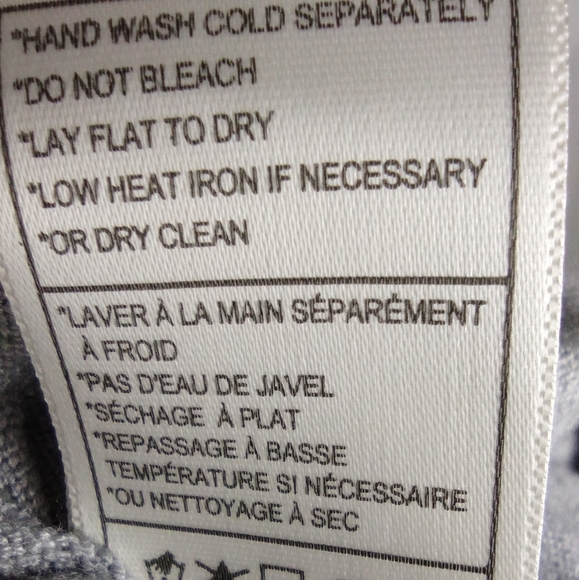 *HAND WASH COLD SEPARATELY
*DO NOT BLEACH
*LAY FLAT TO DRY
*LOW HEAT IRON IF NECESSARY
*OR DRY CLEAN
*LAVER À LA MAIN SÉPARÉMENT
À FROID
*PAS D'EAU DE JAVEL
*SÉCHAGE À PLAT
*REPASSAGE À BASSE
TEMPÉRATURE SI NÉCESSAIRE
*OU NETTOYAGE À SEC